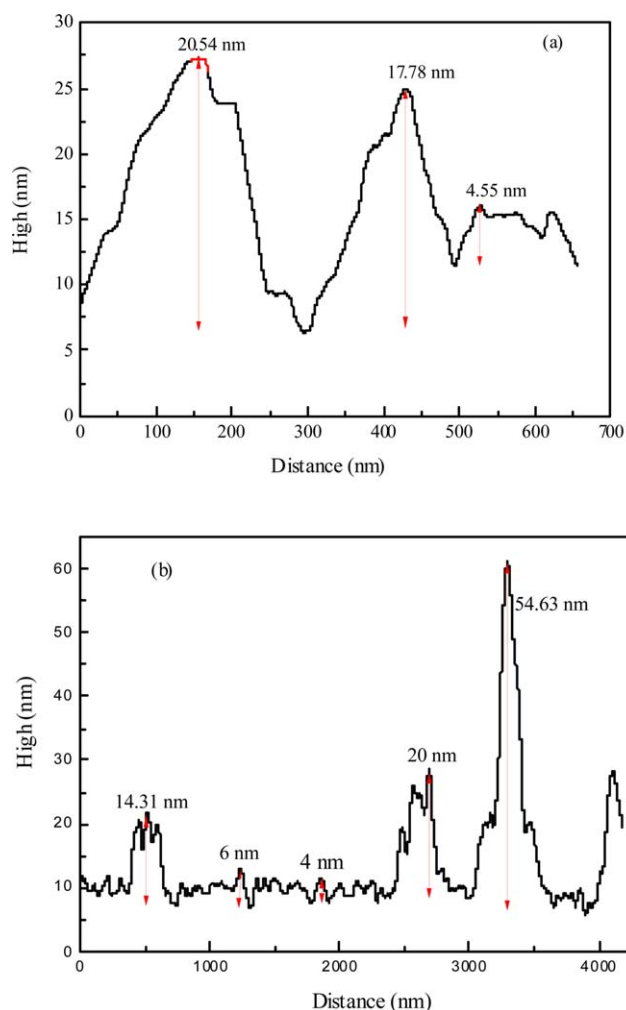 (a)
20.54 nm
17.78 nm
4.55 nm
30
25
20
15
10
5
0
High (nm)
0 100 200 300 400 500 600 700
Distance (nm)
(b)
60
50
40
30
20
10
0
High (nm)
54.63 nm
20 nm
14.31 nm
6 nm
4 nm
0 1000 2000 3000 4000
Distance (nm)